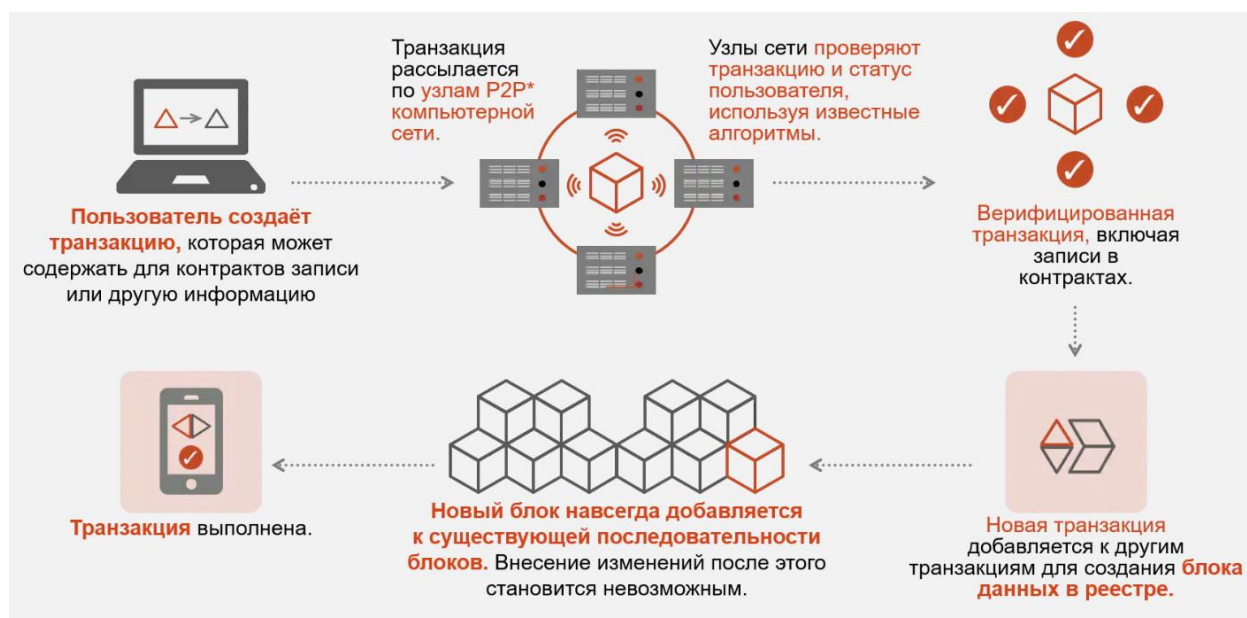 Пользователь создаёт
транзакцию, которая может
содержать для контрактов записи
или другую информацию
Транзакция
рассылается
по узлам P2P*
компьютерной
сети.
Узлы сети проверяют
транзакцию и статус
пользователя,
используя известные
алгоритмы.
Верифицированная
транзакция, включая
записи в
контрактах.
Новая транзакция
добавляется к другим
транзакциям для создания блока
данных в реестре.
Новый блок навсегда добавляется
к существующей последовательности
блоков. Внесение изменений после этого
становится невозможным.
Транзакция выполнена.